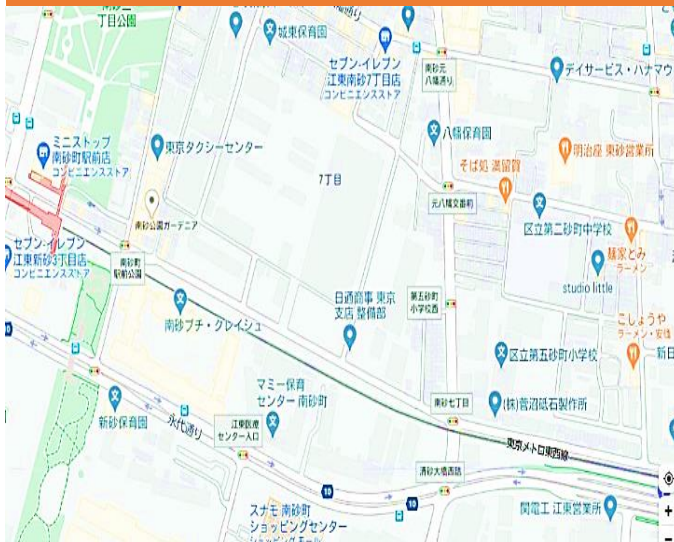 丁目公園
城東保育園
セブン-イレブン
江東南砂7丁目店
コンビニエンスストア
南砂元
八幡通り
デイサービス・ハナマウ
ミニストップ
南砂町駅前店
コンビニエンスストア
東京タクシーセンター
八幡保育園
そば処 満留賀
明治座 東砂営業所
7丁目
元八幡交番前
南砂公園ガーデニア
区立第二砂町中学校
麺家とみ
ラーメン
studio little
セブン-イレブン
江東新砂3丁目店
コンビニエンスストア
南砂町
駅前公園
日通商事 東京
支店 整備部
第五砂町
小学校西
南砂プチ・クレイシュ
こしょうや
ラーメン・安価
新日
区立第五砂町小学校
マミー保育
センター 南砂町
南砂七丁目
(株)菅沼砥石製作所
新砂保育園
永代通り
江東医療
センター入口
東京メトロ東西線
清砂大橋西詰
10
10
10
スナモ 南砂町
ショッピングセンター
関電工 江東営業所